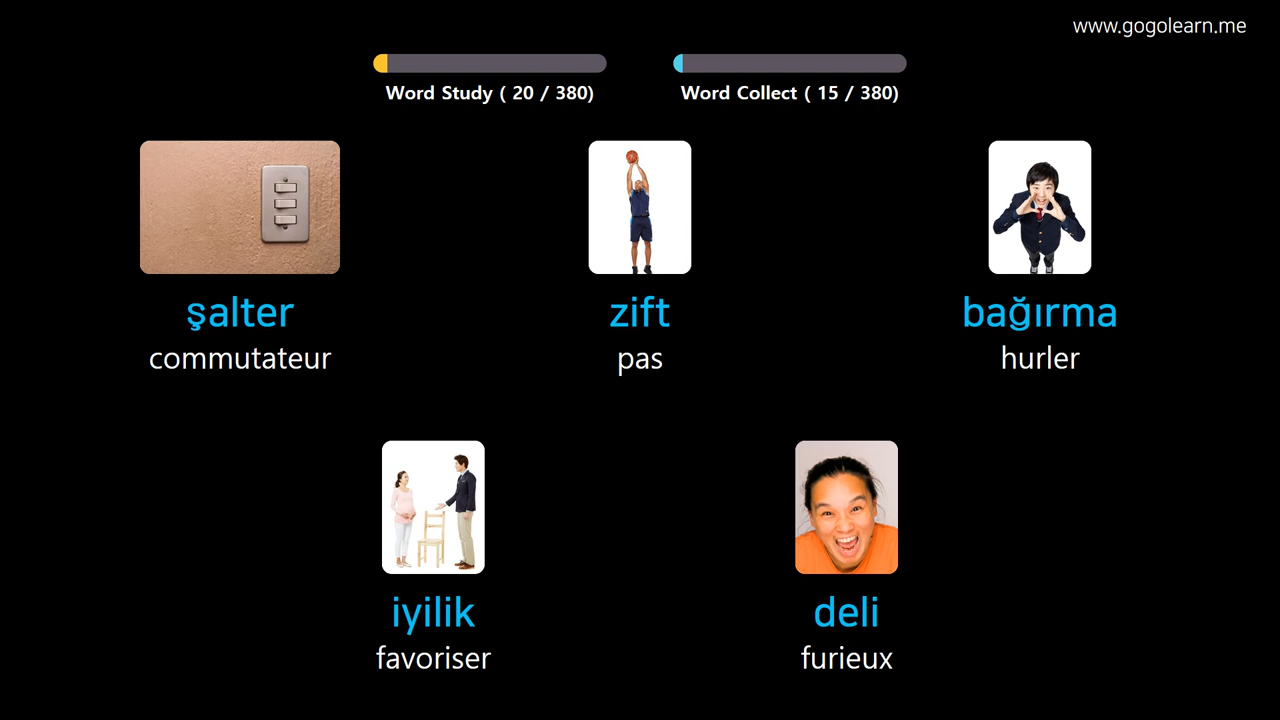 www.gogolearn.me
Word Study ( 20 / 380)
Word Collect ( 15 / 380)
şalter
commutateur
zift
pas
bağırma
hurler
iyilik
favoriser
deli
furieux